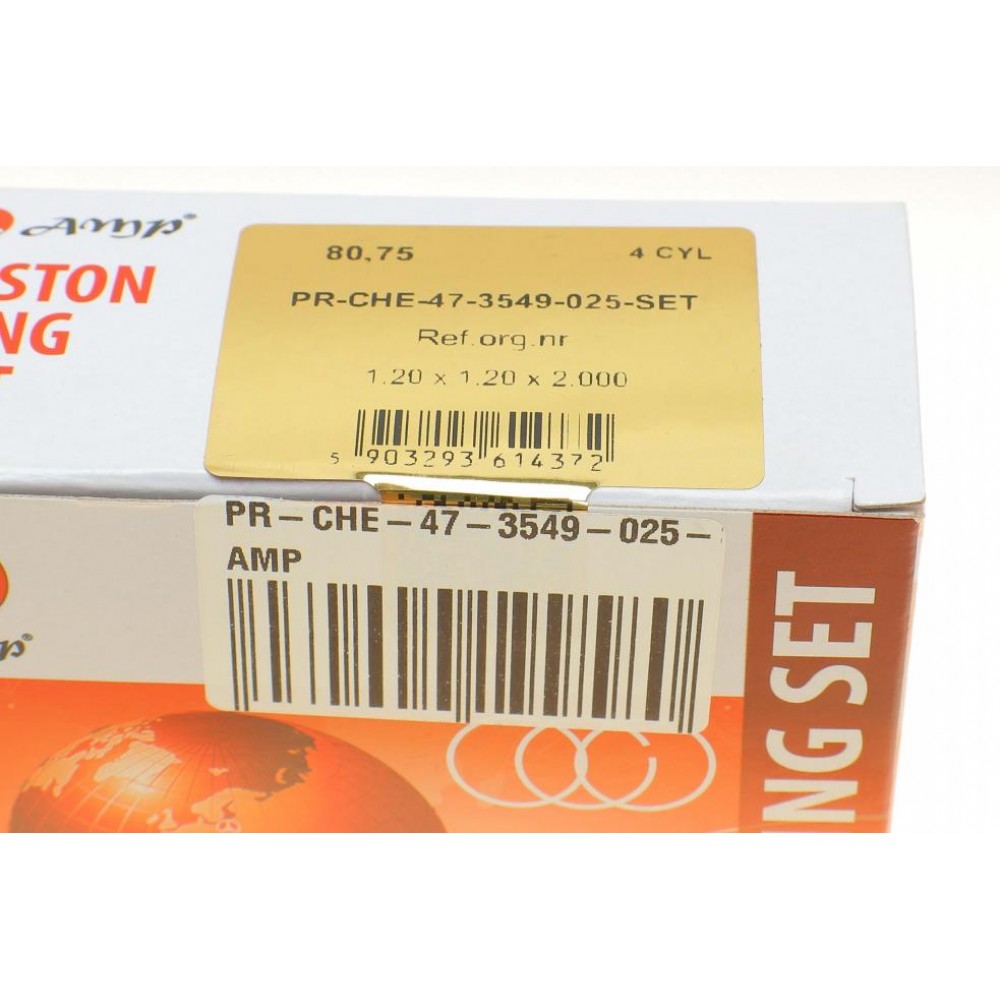 AMP®
STON
NG
T
80,75 4 CYL
PR-CHE-47-3549-025-SET
Ref.org.nr
1.20 x 1.20 x 2.000
5 903293 614372
PR-CHE-47-3549-025-
AMP
mp®
NG SET